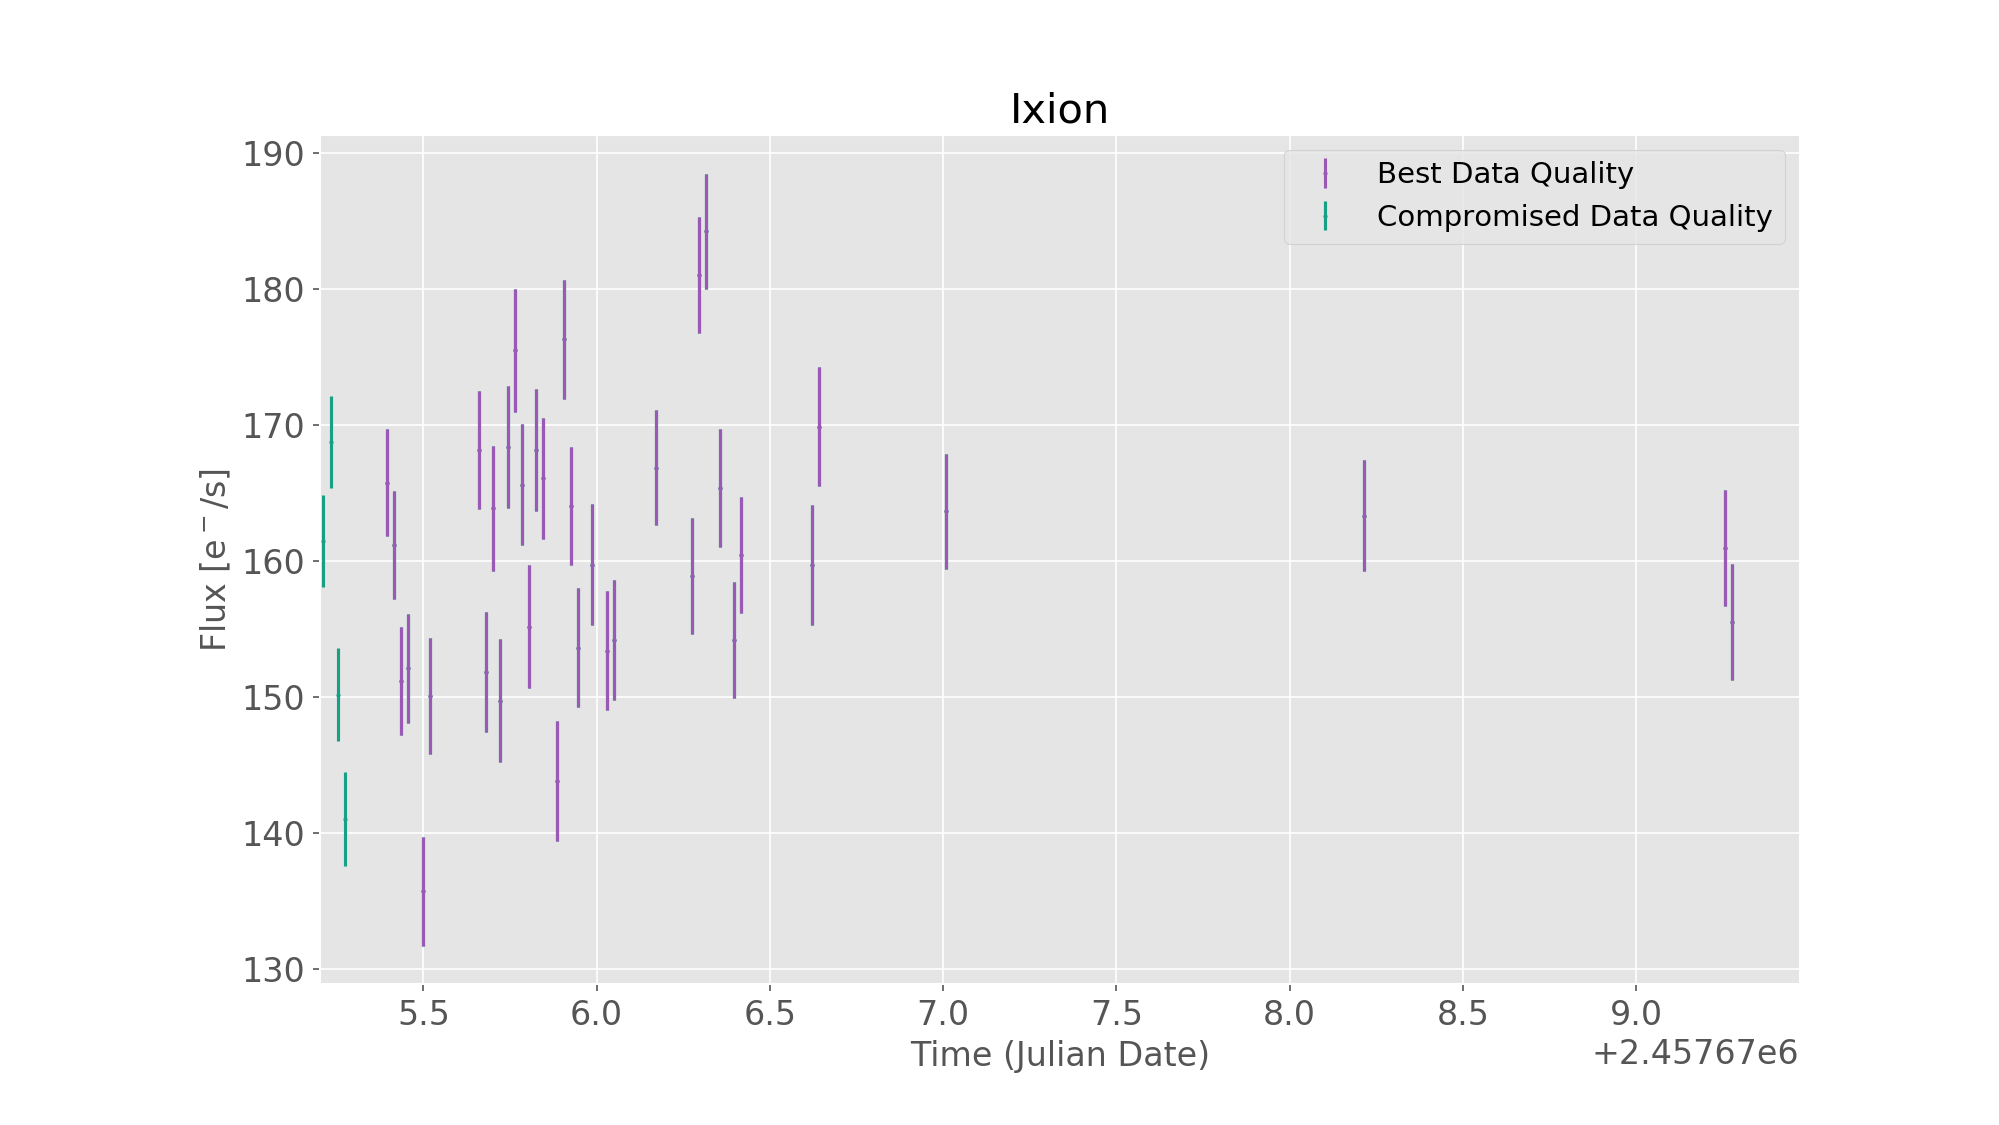 Ixion
190
180
170
160
150
140
130
Flux [e⁻/s]
Best Data Quality
Compromised Data Quality
5.5 6.0 6.5 7.0 7.5 8.0 8.5 9.0
Time (Julian Date)
+2.45767e6